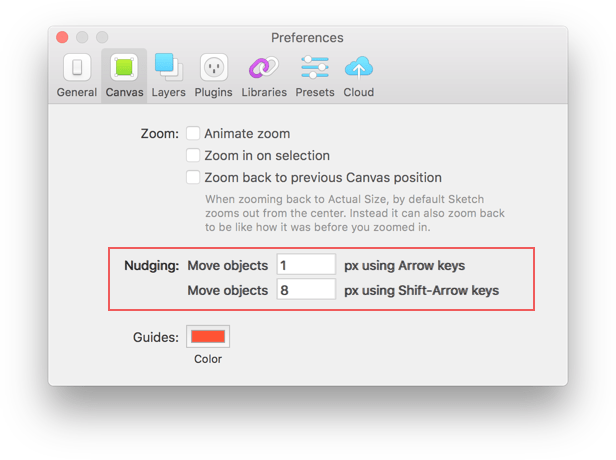 Preferences
General Canvas Layers Plugins Libraries Presets Cloud
Zoom: Animate zoom
Zoom in on selection
Zoom back to previous Canvas position
When zooming back to Actual Size, by default Sketch
zooms out from the center. Instead it can also zoom back
to be like how it was before you zoomed in.
Nudging: Move objects 1 px using Arrow keys
Move objects 8 px using Shift-Arrow keys
Guides:
Color